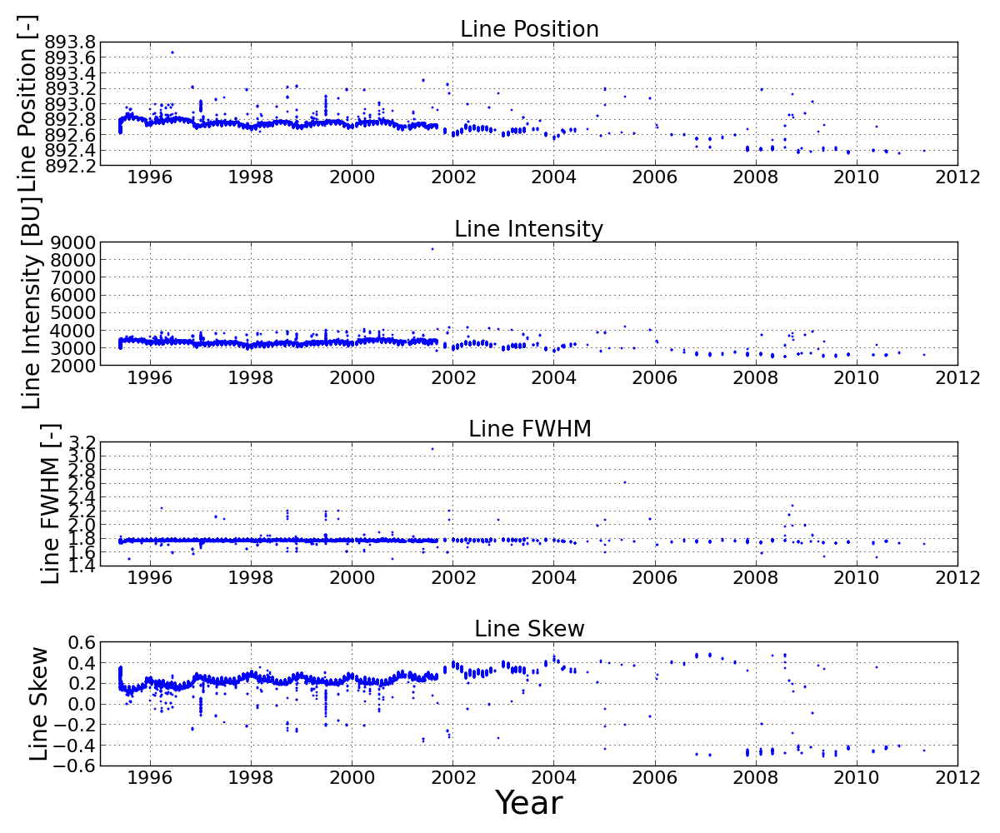 Line Position
Line Position [-]
893.8
893.6
893.4
893.2
893.0
892.8
892.6
892.4
892.2
1996 1998 2000 2002 2004 2006 2008 2010 2012
Line Intensity
Line Intensity [BU]
9000
8000
7000
6000
5000
4000
3000
2000
1996 1998 2000 2002 2004 2006 2008 2010 2012
Line FWHM
Line FWHM [-]
3.2
3.0
2.8
2.6
2.4
2.2
2.0
1.8
1.6
1.4
1996 1998 2000 2002 2004 2006 2008 2010 2012
Line Skew
Line Skew
0.6
0.4
0.2
0.0
−0.2
−0.4
−0.6
1996 1998 2000 2002 2004 2006 2008 2010 2012
Year